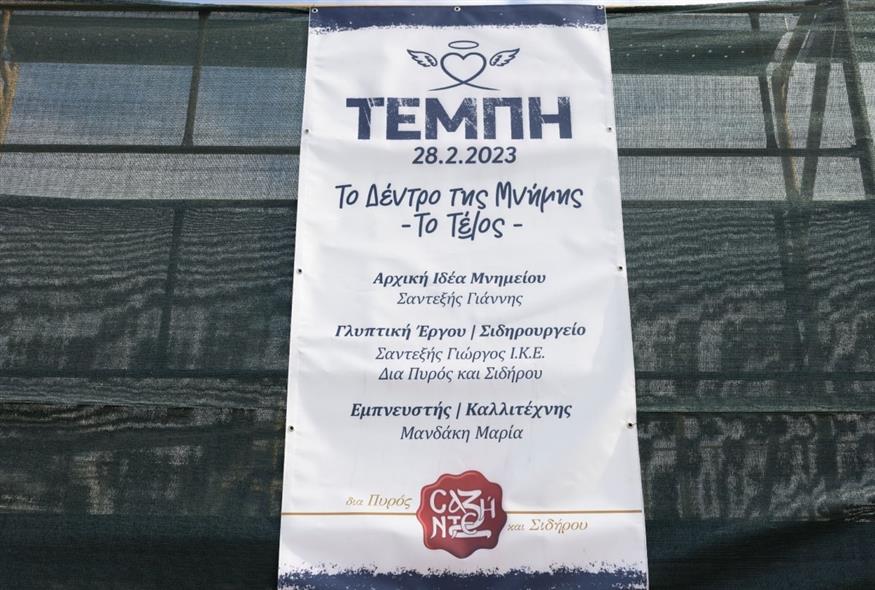 ΤΕΜΠΗ
28.2.2023
Το Δέντρο της Μνήμης
- Το Τέλος -
Αρχική Ιδέα Μνημείου
Σαντεξής Γιάννης
Γλυπτική Έργου | Σιδηρουργείο
Σαντεξής Γιώργος Ι.Κ.Ε.
Δια Πυρός και Σιδήρου
Εμπνευστής | Καλλιτέχνης
Μανδάκη Μαρία
δια Πυρός
και Σιδήρου